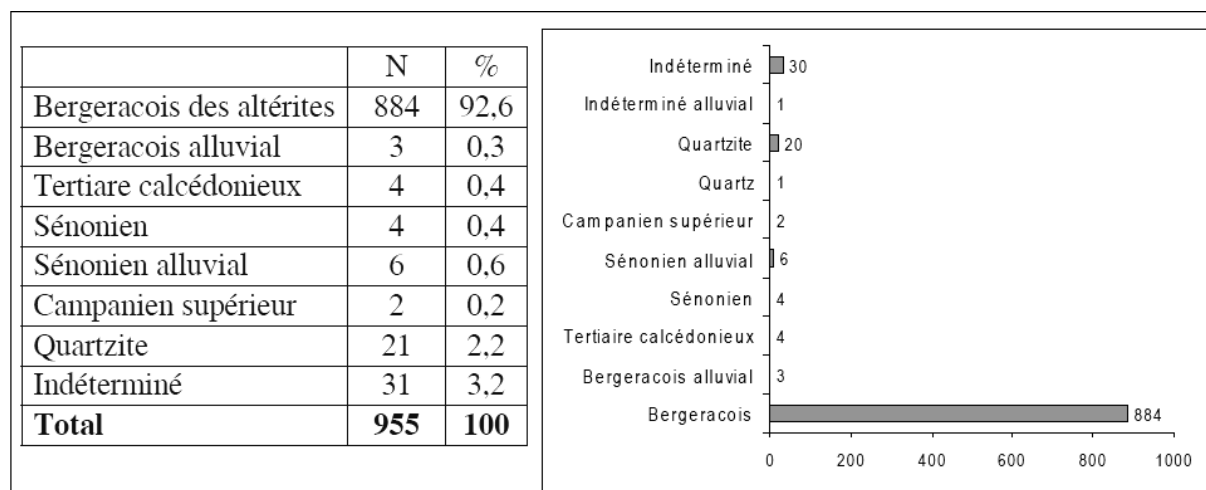 N %
Bergeracois des altérites 884 92,6
Bergeracois alluvial 3 0,3
Tertiare calcédonieux 4 0,4
Sénonien 4 0,4
Sénonien alluvial 6 0,6
Campanien supérieur 2 0,2
Quartzite 21 2,2
Indéterminé 31 3,2
Total 955 100
Indéterminé 30
Indéterminé alluvial 1
Quartzite 20
Quartz 1
Campanien supérieur 2
Sénonien alluvial 6
Sénonien 4
Tertiaire calcédonieux 4
Bergeracois alluvial 3
Bergeracois 884
0 200 400 600 800 1000